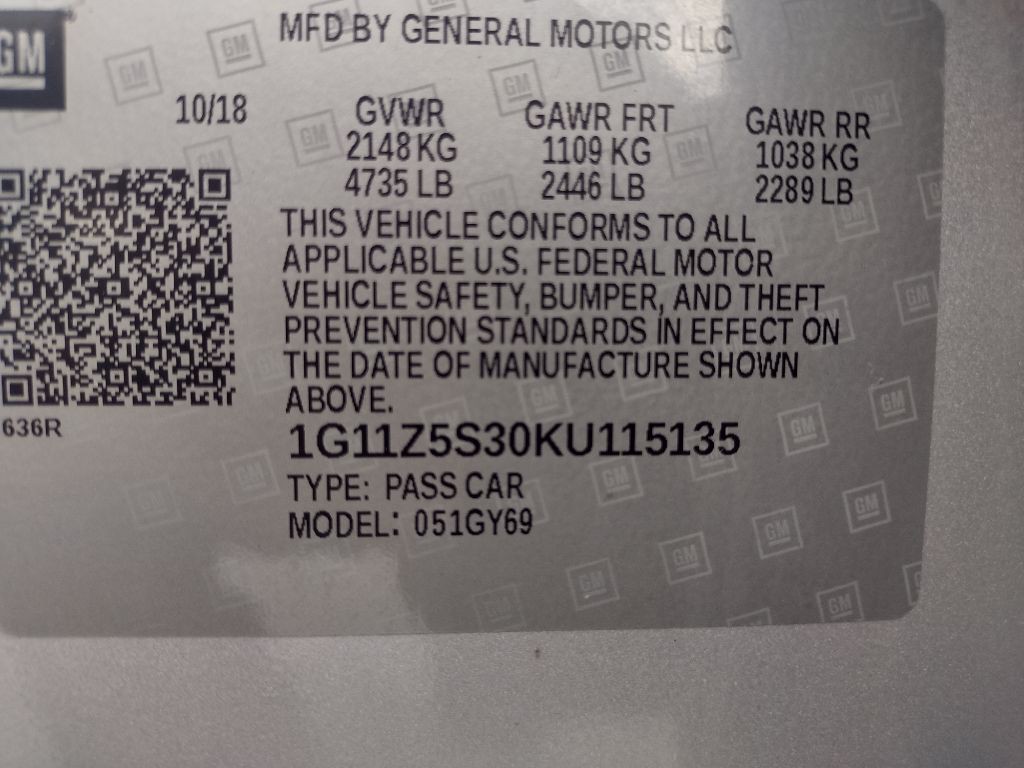 GM
MFD BY GENERAL MOTORS LLC
10/18 GVWR GAWR FRT GAWR RR
2148 KG 1109 KG 1038 KG
4735 LB 2446 LB 2289 LB
THIS VEHICLE CONFORMS TO ALL
APPLICABLE U.S. FEDERAL MOTOR
VEHICLE SAFETY, BUMPER, AND THEFT
PREVENTION STANDARDS IN EFFECT ON
THE DATE OF MANUFACTURE SHOWN
ABOVE.
636R
1G11Z5S30KU115135
TYPE: PASS CAR
MODEL: 051GY69